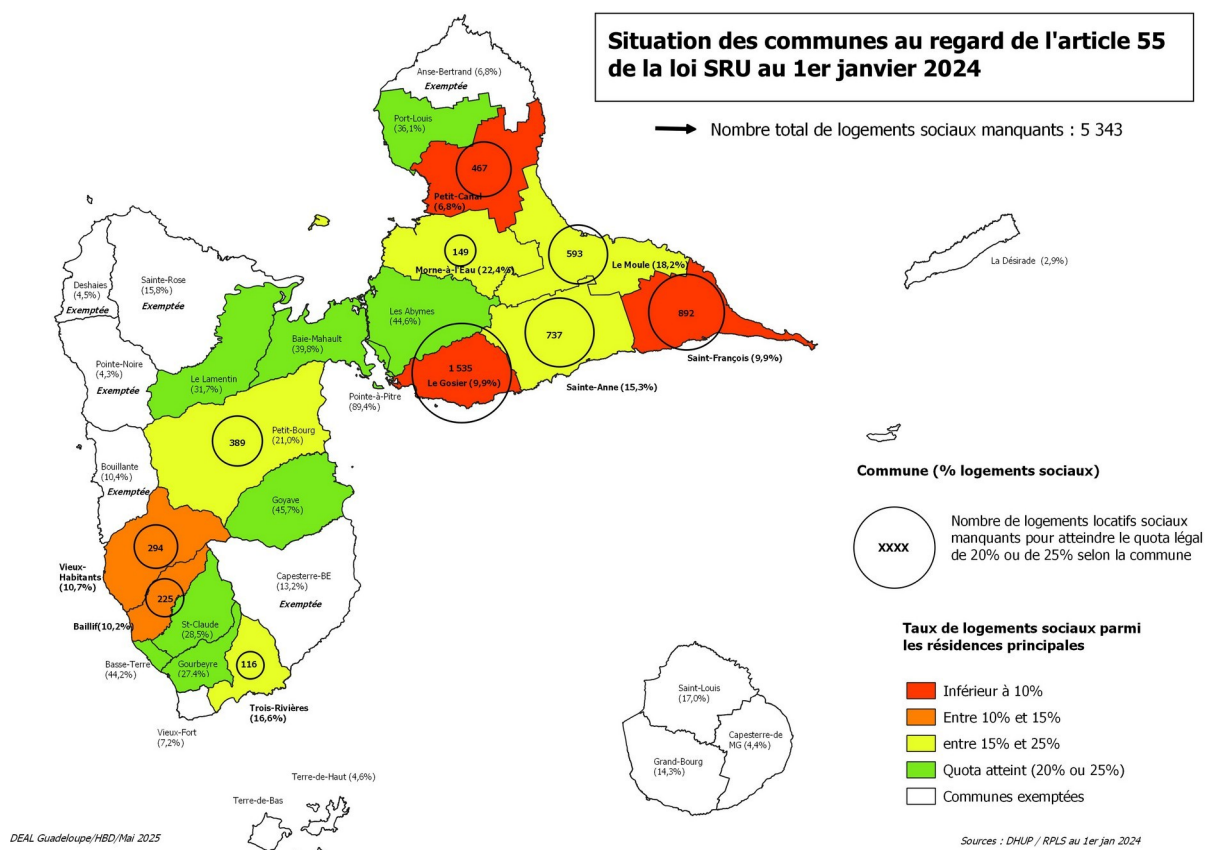 Situation des communes au regard de l'article 55
de la loi SRU au 1er janvier 2024
Nombre total de logements sociaux manquants : 5 343
Anse-Bertrand (6,8%)
Exemptée
Port-Louis
(36,1%)
467
Petit-Canal
(6,8%)
149
Morne-à-l'Eau (22,4%)
593
Le Moule (18,2%)
La Désirade (2,9%)
Deshaies
(4,5%)
Exemptée
Sainte-Rose
(15,8%)
Exemptée
Les Abymes
(44,6%)
892
Saint-François (9,9%)
737
Sainte-Anne (15,3%)
Baie-Mahault
(39,8%)
Pointe-Noire
(4,3%)
Exemptée
Le Lamentin
(31,7%)
1 535
Le Gosier (9,9%)
Pointe-à-Pitre
(89,4%)
Petit-Bourg
(21,0%)
389
Bouillante
(10,4%)
Exemptée
Goyave
(45,7%)
294
Vieux-
Habitants
(10,7%)
225
Baillif(10,2%)
Capesterre-BE
(13,2%)
Exemptée
St-Claude
(28,5%)
Basse-Terre
(44,2%)
Gourbeyre
(27,4%)
116
Trois-Rivières
(16,6%)
Vieux-Fort
(7,2%)
Terre-de-Haut (4,6%)
Terre-de-Bas
Saint-Louis
(17,0%)
Capesterre-de
MG (4,4%)
Grand-Bourg
(14,3%)
Commune (% logements sociaux)
XXXX
Nombre de logements locatifs sociaux
manquants pour atteindre le quota légal
de 20% ou de 25% selon la commune
Taux de logements sociaux parmi
les résidences principales
Inférieur à 10%
Entre 10% et 15%
entre 15% et 25%
Quota atteint (20% ou 25%)
Communes exemptées
DEAL Guadeloupe/HBD/Mai 2025
Sources : DHUP / RPLS au 1er jan 2024